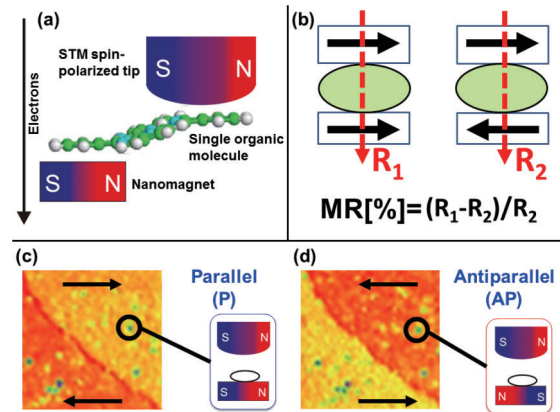 (a)
STM spin-
polarized tip
S N
Electrons
Single organic
molecule
S N
Nanomagnet
(b)
R1
R2
MR[%]=(R1-R2)/R2
(c)
Parallel
(P)
S N
S N
(d)
Antiparallel
(AP)
S N
N S